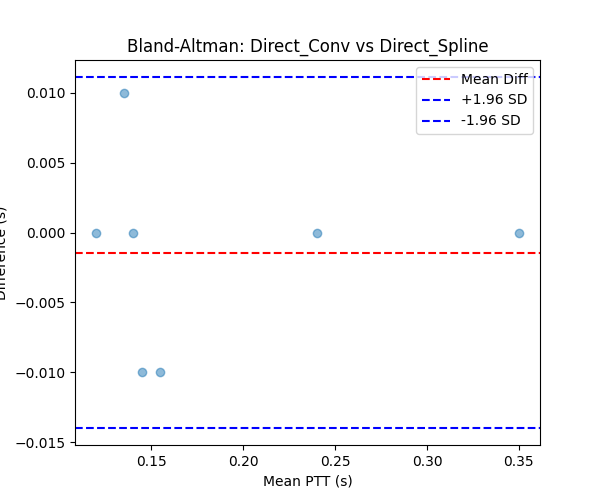 Bland-Altman: Direct_Conv vs Direct_Spline
Mean Diff
+1.96 SD
-1.96 SD
0.010
0.005
0.000
−0.005
−0.010
−0.015
Difference (s)
0.15
0.20
0.25
0.30
0.35
Mean PTT (s)